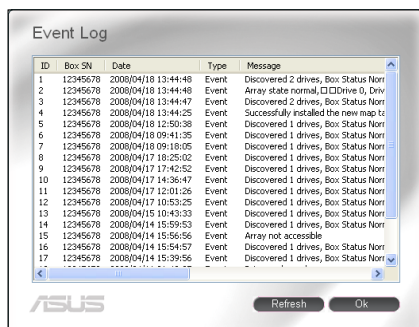 Event Log
ID Box SN Date Type Message
1 12345678 2008/04/18 13:44:48 Event Discovered 2 drives, Box Status Norr
2 12345678 2008/04/18 13:44:48 Event Array state normal,□□Drive 0, Driv
3 12345678 2008/04/18 13:44:47 Event Discovered 2 drives, Box Status Norr
4 12345678 2008/04/18 13:44:25 Event Successfully installed the new map ta
5 12345678 2008/04/18 12:50:38 Event Discovered 1 drives, Box Status Norr
6 12345678 2008/04/18 09:41:35 Event Discovered 1 drives, Box Status Norr
7 12345678 2008/04/18 09:18:05 Event Discovered 1 drives, Box Status Norr
8 12345678 2008/04/17 18:25:02 Event Discovered 1 drives, Box Status Norr
9 12345678 2008/04/17 17:42:52 Event Discovered 1 drives, Box Status Norr
10 12345678 2008/04/17 14:36:47 Event Discovered 1 drives, Box Status Norr
11 12345678 2008/04/17 12:01:26 Event Discovered 1 drives, Box Status Norr
12 12345678 2008/04/17 10:53:25 Event Discovered 1 drives, Box Status Norr
13 12345678 2008/04/15 10:43:33 Event Discovered 1 drives, Box Status Norr
14 12345678 2008/04/14 15:59:53 Event Discovered 1 drives, Box Status Norr
15 12345678 2008/04/14 15:56:56 Event Array not accessible
16 12345678 2008/04/14 15:54:57 Event Discovered 1 drives, Box Status Norr
17 12345678 2008/04/14 15:39:56 Event Discovered 1 drives, Box Status Norr
ASUS
Refresh Ok